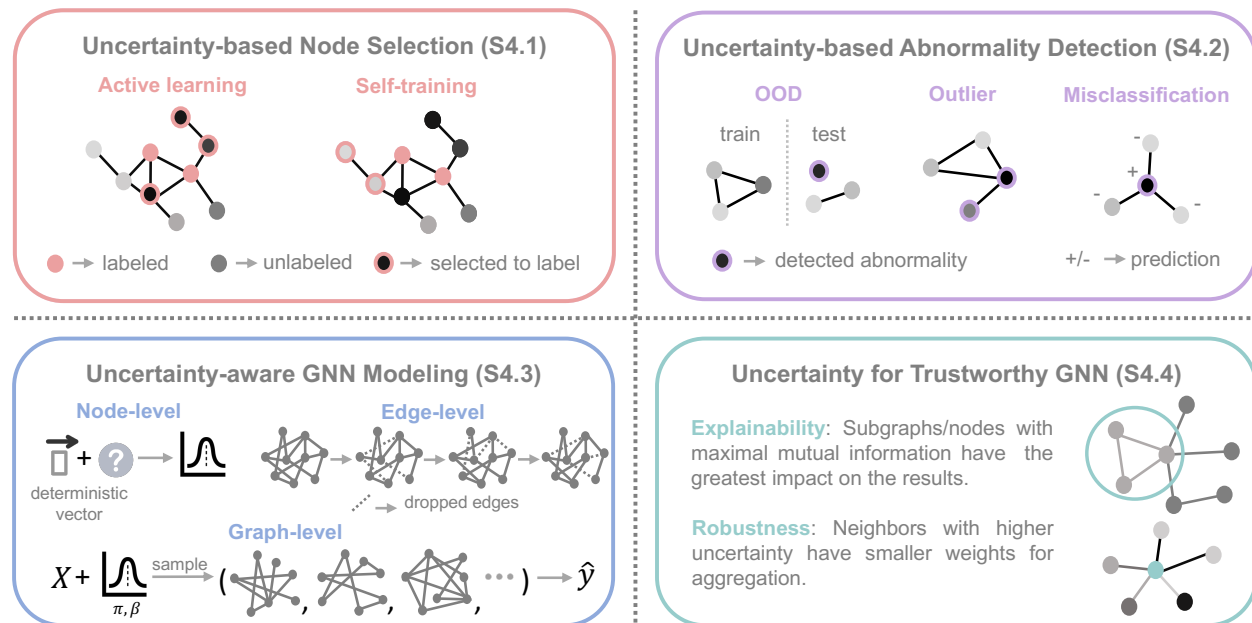 Uncertainty-based Node Selection (S4.1)
Active learning
Self-training
labeled
unlabeled
selected to label
Uncertainty-based Abnormality Detection (S4.2)
OOD
Outlier
Misclassification
train
test
-
+
-
-
detected abnormality
+/-
prediction
Uncertainty-aware GNN Modeling (S4.3)
Node-level
Edge-level
+
?
deterministic
vector
dropped edges
Graph-level
X +
π, β
sample
( , , , ··· )
ŷ
Uncertainty for Trustworthy GNN (S4.4)
Explainability: Subgraphs/nodes with
maximal mutual information have the
greatest impact on the results.
Robustness: Neighbors with higher
uncertainty have smaller weights for
aggregation.